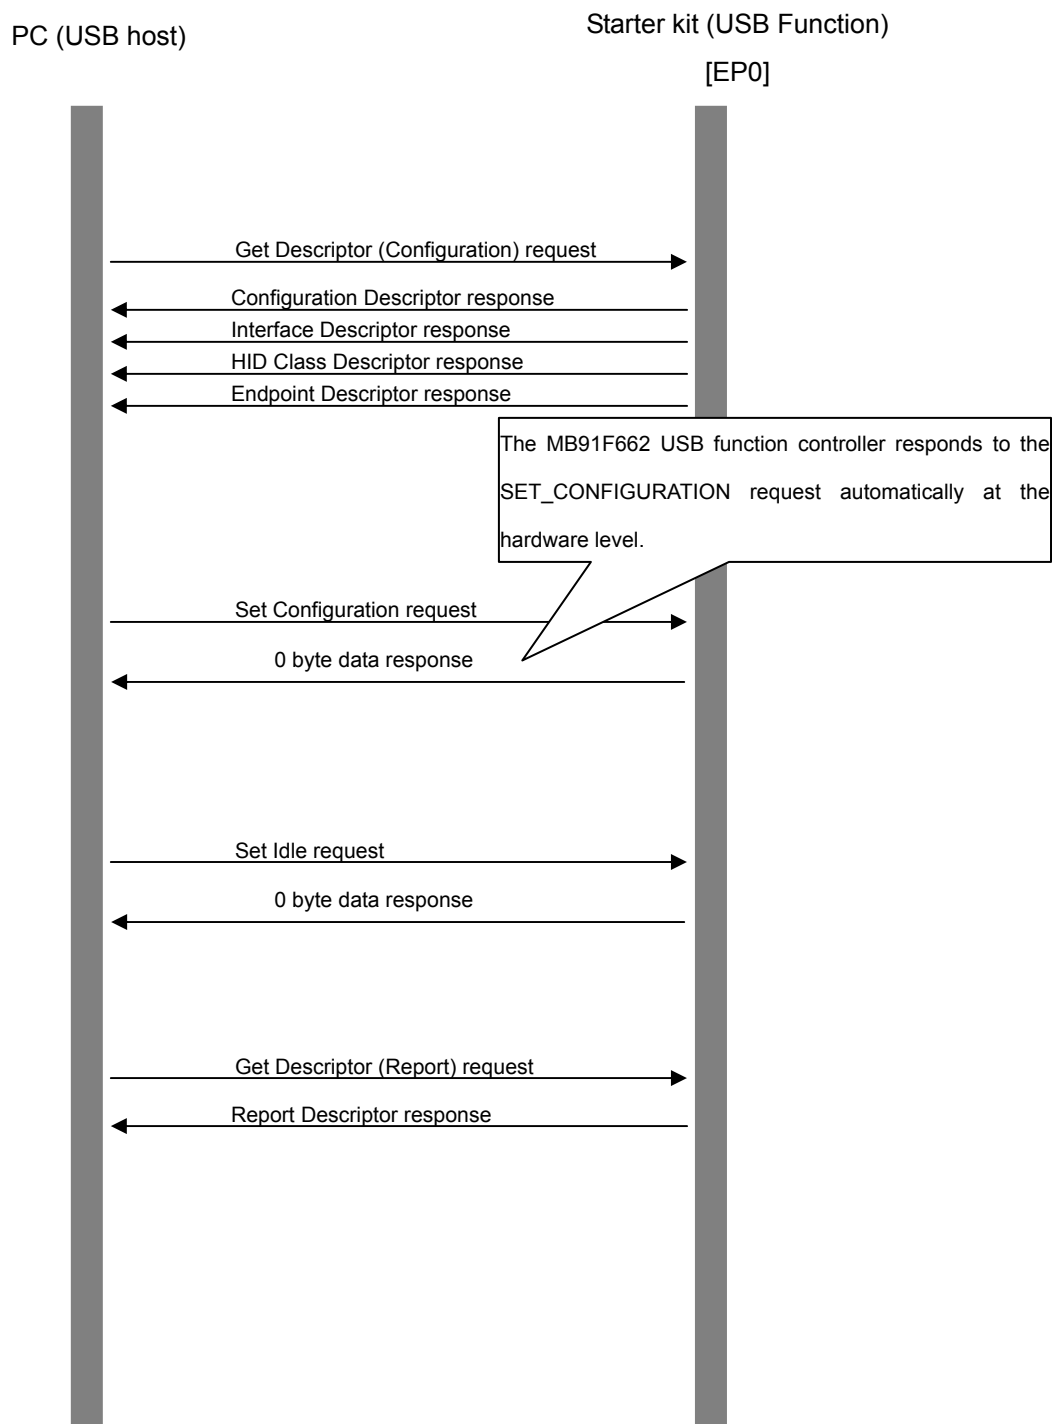 PC (USB host)
Starter kit (USB Function)
[EP0]
Get Descriptor (Configuration) request
Configuration Descriptor response
Interface Descriptor response
HID Class Descriptor response
Endpoint Descriptor response
The MB91F662 USB function controller responds to the
SET_CONFIGURATION request automatically at the
hardware level.
Set Configuration request
0 byte data response
Set Idle request
0 byte data response
Get Descriptor (Report) request
Report Descriptor response